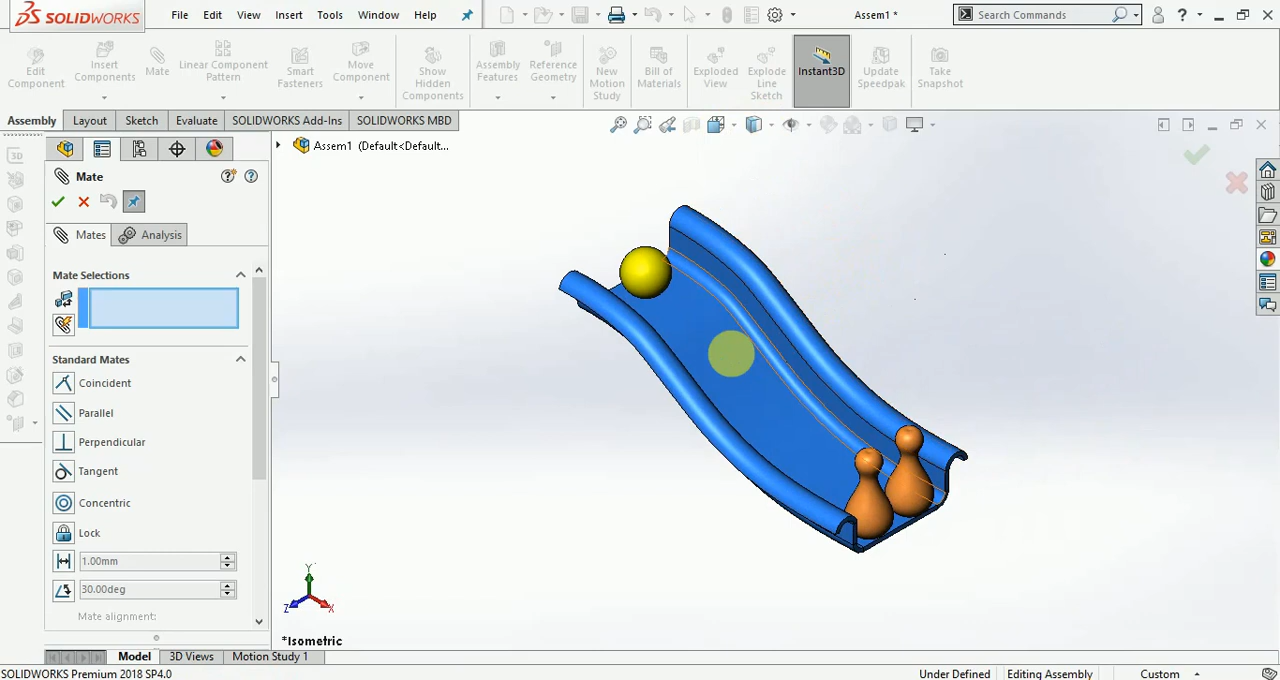 SOLIDWORKS File Edit View Insert Tools Window Help Assem1 * Search Commands ?
Edit Component
Insert Components
Mate
Linear Component Pattern
Smart Fasteners
Move Component
Show Hidden Components
Assembly Features
Reference Geometry
New Motion Study
Bill of Materials
Exploded View
Explode Line Sketch
Instant3D
Update Speedpak
Take Snapshot
Assembly Layout Sketch Evaluate SOLIDWORKS Add-Ins SOLIDWORKS MBD
Assem1 (Default<Default...
Mate
Mates Analysis
Mate Selections
Standard Mates
Coincident
Parallel
Perpendicular
Tangent
Concentric
Lock
1.00mm
30.00deg
Mate alignment:
Y
Z X
*Isometric
Model 3D Views Motion Study 1
SOLIDWORKS Premium 2018 SP4.0 Under Defined Editing Assembly Custom